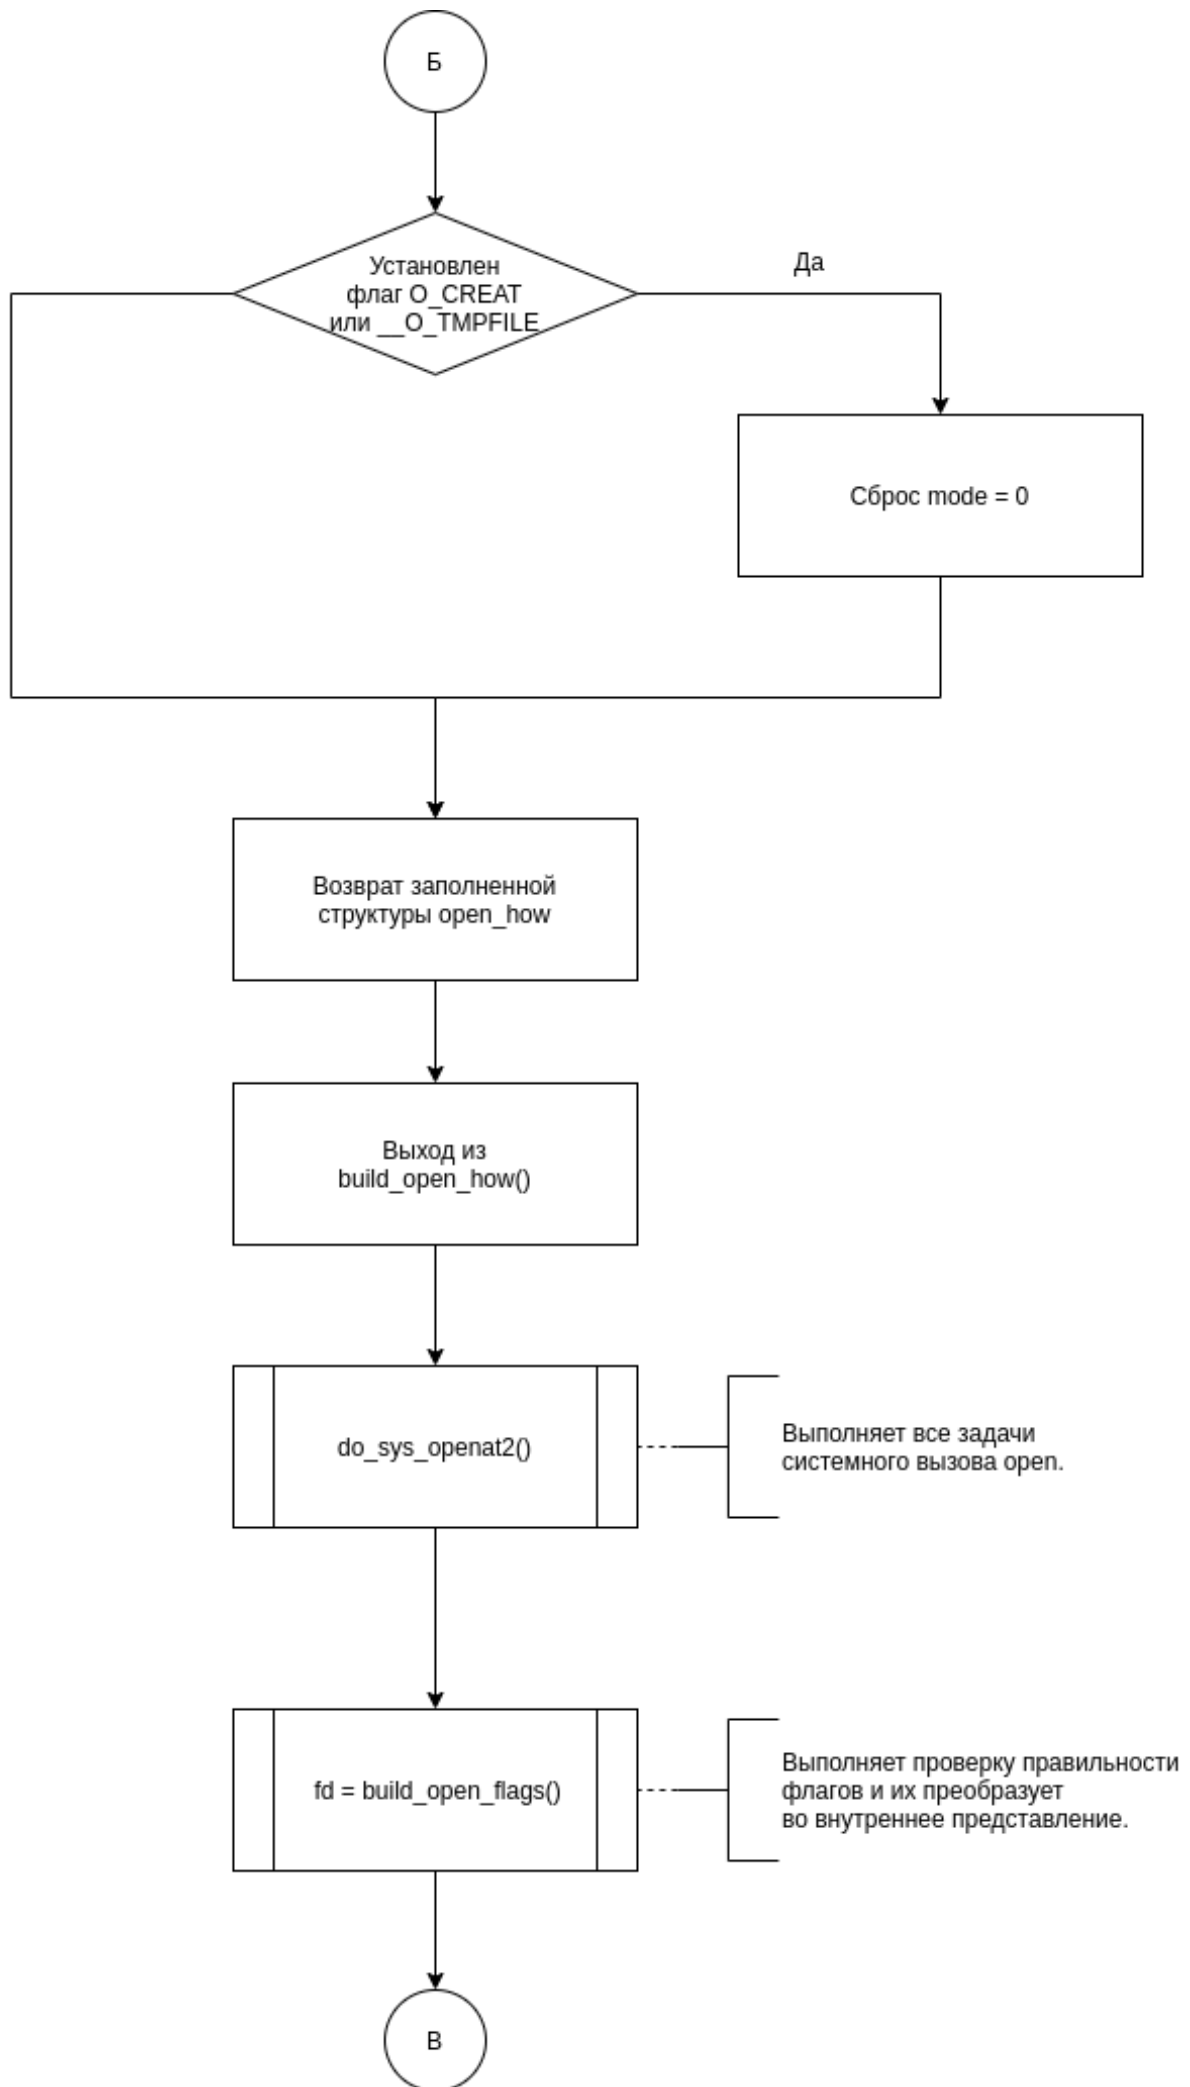 Б
Установлен
флаг O_CREAT
или __O_TMPFILE
Да
Сброс mode = 0
Возврат заполненной
структуры open_how
Выход из
build_open_how()
do_sys_openat2()
Выполняет все задачи
системного вызова open.
fd = build_open_flags()
Выполняет проверку правильности
флагов и их преобразует
во внутреннее представление.
В